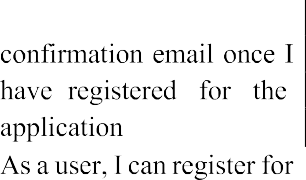 confirmation email once I
have registered for the
application
As a user, I can register for